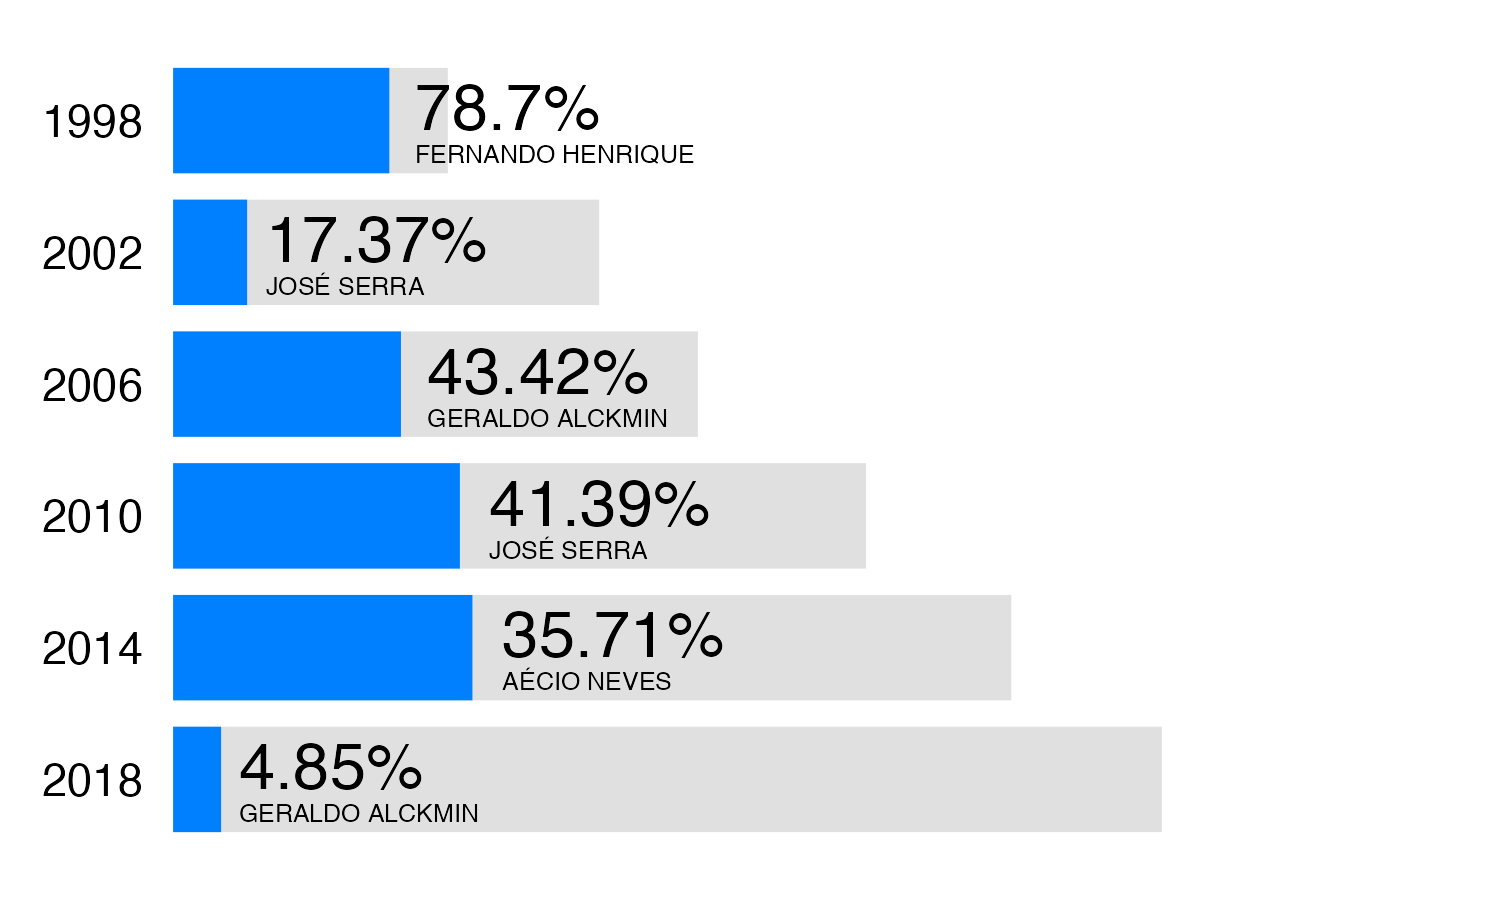 1998
78.7%
FERNANDO HENRIQUE
2002
17.37%
JOSÉ SERRA
2006
43.42%
GERALDO ALCKMIN
2010
41.39%
JOSÉ SERRA
2014
35.71%
AÉCIO NEVES
2018
4.85%
GERALDO ALCKMIN